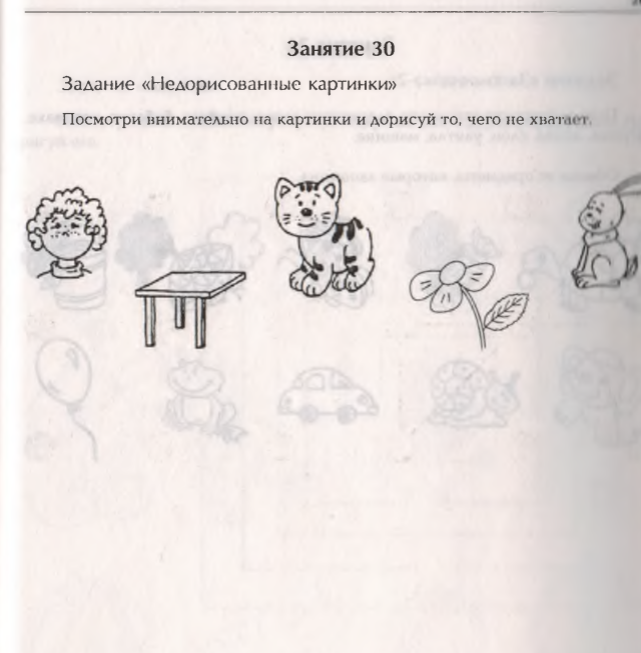 Занятие 30
Задание «Недорисованные картинки»
Посмотри внимательно на картинки и дорисуй то, чего не хватает.